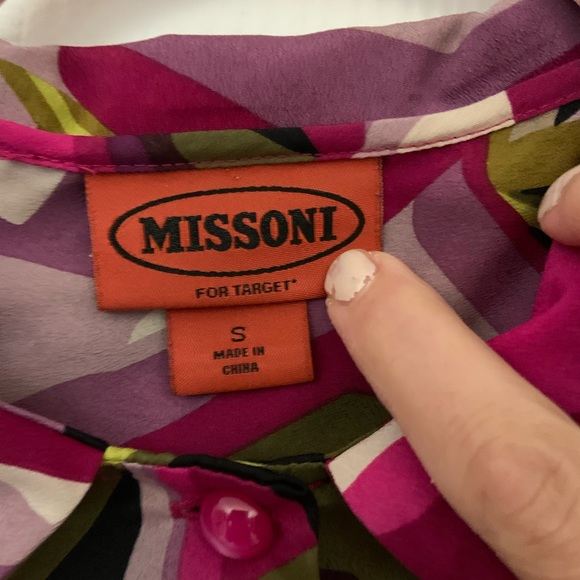 MISSONI
FOR TARGET*
S
MADE IN
CHINA